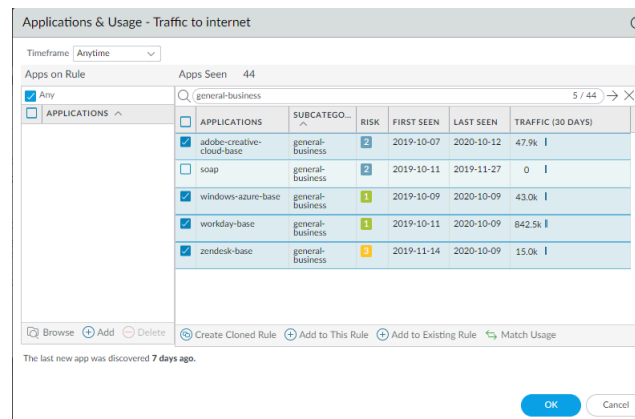 Applications & Usage - Traffic to internet
Timeframe Anytime
Apps on Rule
Apps Seen 44
Any
general-business 5 / 44
APPLICATIONS
APPLICATIONS SUBCATEGO... RISK FIRST SEEN LAST SEEN TRAFFIC (30 DAYS)
adobe-creative-cloud-base general-business 2 2019-10-07 2020-10-12 47.9k
soap general-business 2 2019-10-11 2019-11-27 0
windows-azure-base general-business 1 2019-10-09 2020-10-09 43.0k
workday-base general-business 1 2019-10-11 2020-10-09 842.5k
zendesk-base general-business 3 2019-11-14 2020-10-09 15.0k
Browse Add Delete
Create Cloned Rule Add to This Rule Add to Existing Rule Match Usage
The last new app was discovered 7 days ago.
OK Cancel